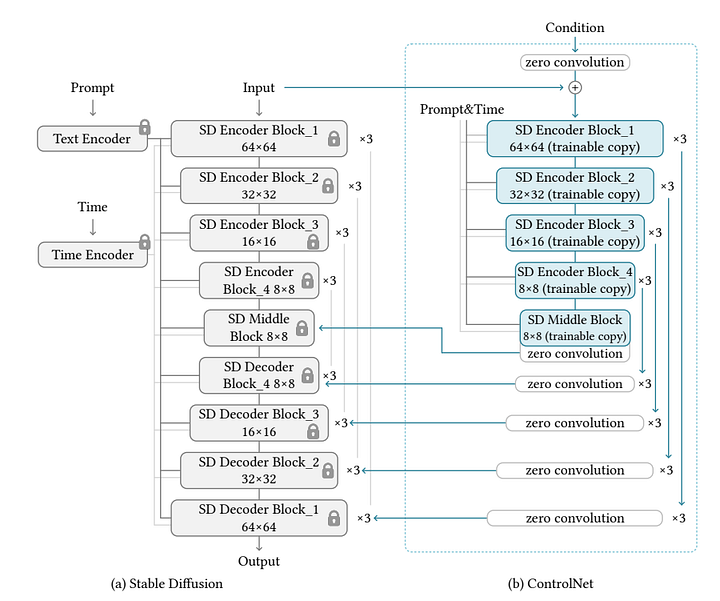 Condition
zero convolution
Prompt
Input
+
Prompt&Time
Text Encoder
SD Encoder Block_1
64×64
×3
SD Encoder Block_1
64×64 (trainable copy)
×3
SD Encoder Block_2
32×32
×3
SD Encoder Block_2
32×32 (trainable copy)
×3
Time
SD Encoder Block_3
16×16
×3
SD Encoder Block_3
16×16 (trainable copy)
×3
Time Encoder
SD Encoder
Block_4 8×8
×3
SD Encoder Block_4
8×8 (trainable copy)
×3
SD Middle
Block 8×8
SD Middle Block
8×8 (trainable copy)
zero convolution
SD Decoder
Block_4 8×8
×3
zero convolution
×3
SD Decoder Block_3
16×16
×3
zero convolution
×3
SD Decoder Block_2
32×32
×3
zero convolution
×3
SD Decoder Block_1
64×64
×3
zero convolution
×3
Output
(a) Stable Diffusion
(b) ControlNet